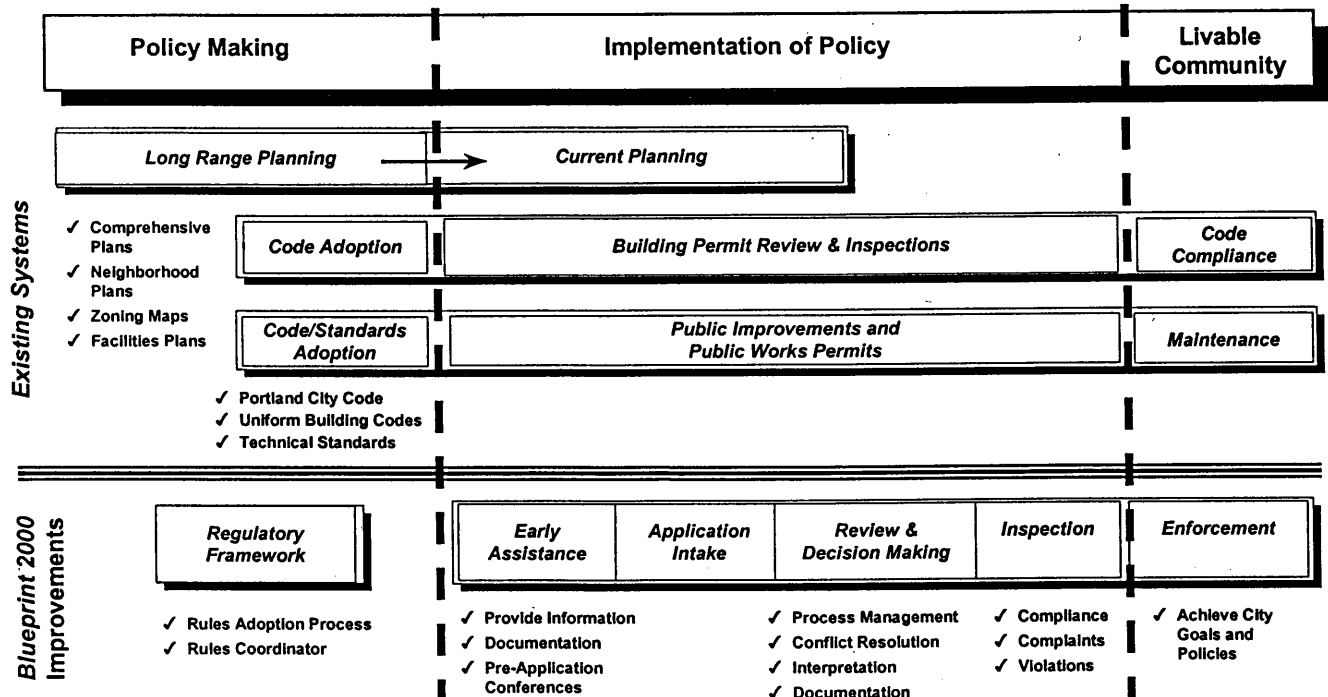 Policy Making
Implementation of Policy
Livable
Community
Long Range Planning
Current Planning
Existing Systems
✓ Comprehensive
Plans
✓ Neighborhood
Plans
✓ Zoning Maps
✓ Facilities Plans
Code Adoption
Building Permit Review & Inspections
Code
Compliance
Code/Standards
Adoption
Public Improvements and
Public Works Permits
Maintenance
✓ Portland City Code
✓ Uniform Building Codes
✓ Technical Standards
Blueprint 2000
Improvements
Regulatory
Framework
✓ Rules Adoption Process
✓ Rules Coordinator
Early
Assistance
Application
Intake
Review &
Decision Making
Inspection
Enforcement
✓ Provide Information
✓ Documentation
✓ Pre-Application
Conferences
✓ Process Management
✓ Conflict Resolution
✓ Interpretation
✓ Documentation
✓ Compliance
✓ Complaints
✓ Violations
✓ Achieve City
Goals and
Policies